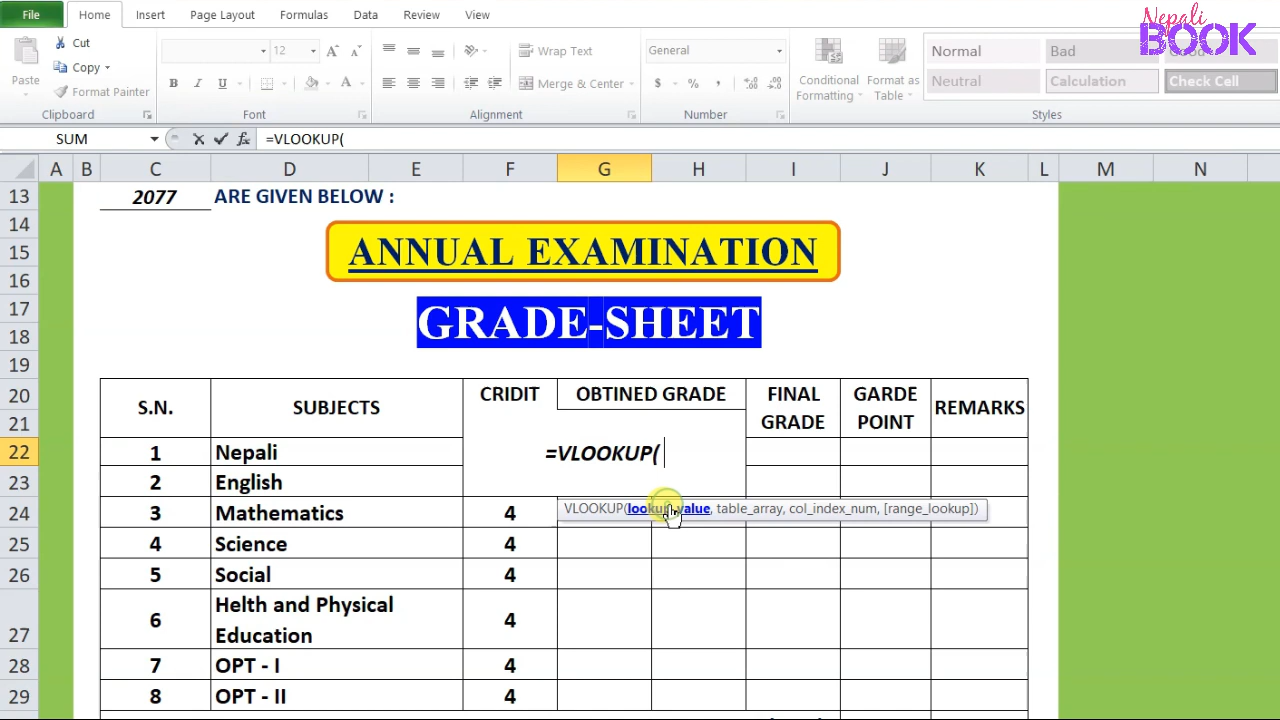 Nepali
BOOK
File Home Insert Page Layout Formulas Data Review View
Paste
Cut
Copy
Format Painter
Clipboard
12 A A
B I U A
Font
Wrap Text
Merge & Center
Alignment
General
$ % ,
Number
Conditional
Formatting
Format as
Table
Normal Bad
Neutral Calculation Check Cell
Styles
SUM fx =VLOOKUP(
A B C D E F G H I J K L M N
13 2077 ARE GIVEN BELOW :
14
15 ANNUAL EXAMINATION
16
17 GRADE-SHEET
18
19
20 S.N. SUBJECTS CRIDIT OBTINED GRADE FINAL GARDE REMARKS
21 GRADE POINT
22 1 Nepali =VLOOKUP(
23 2 English
VLOOKUP(lookup_value, table_array, col_index_num, [range_lookup])
24 3 Mathematics 4
25 4 Science 4
26 5 Social 4
27 6 Helth and Physical 4
Education
28 7 OPT - I 4
29 8 OPT - II 4